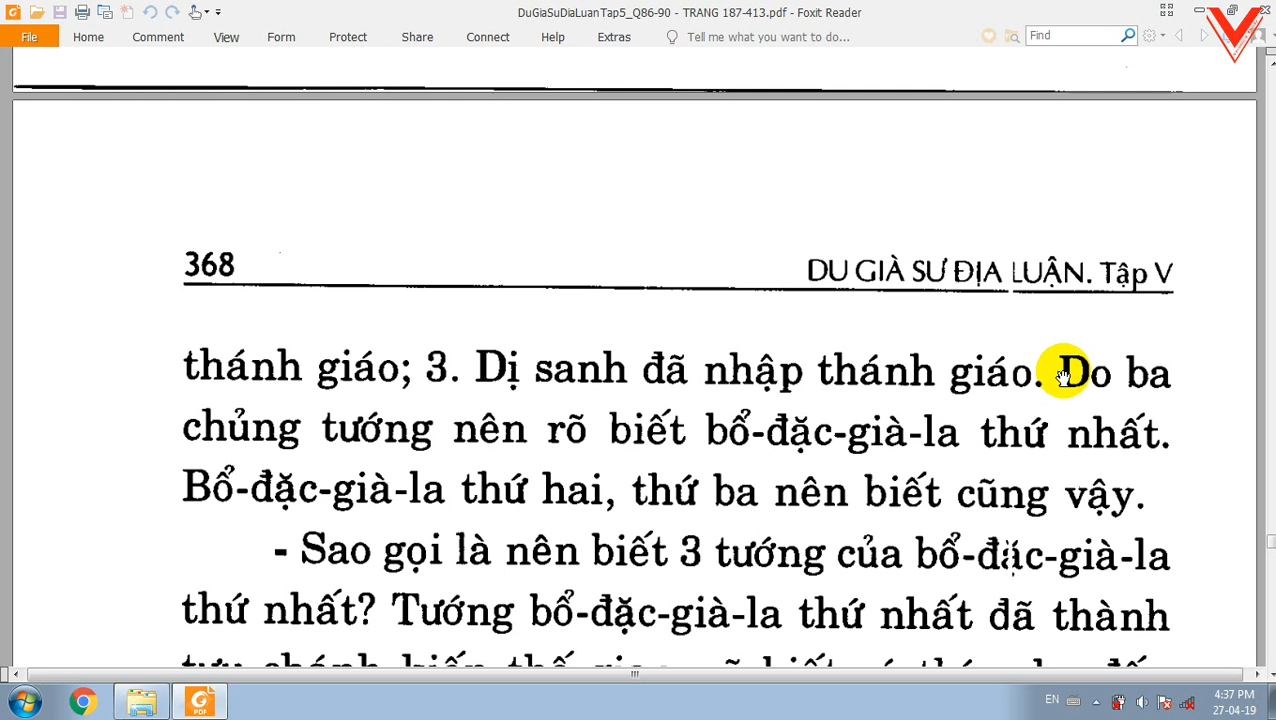 DuGiaSuDiaLuanTap5_Q86-90 - TRANG 187-413.pdf - Foxit Reader
File Home Comment View Form Protect Share Connect Help Extras Tell me what you want to do... Find
368 DU GIÀ SƯ ĐỊA LUẬN. Tập V
thánh giáo; 3. Dị sanh đã nhập thánh giáo. Do ba
chủng tướng nên rõ biết bổ-đặc-già-la thứ nhất.
Bổ-đặc-già-la thứ hai, thứ ba nên biết cũng vậy.
- Sao gọi là nên biết 3 tướng của bổ-đặc-già-la
thứ nhất? Tướng bổ-đặc-già-la thứ nhất đã thành
EN 4:37 PM
27-04-19